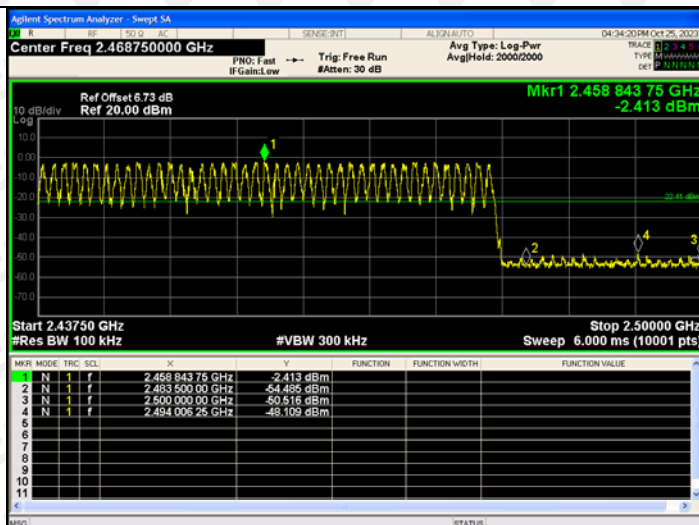 Agilent Spectrum Analyzer - Swept SA
R RF 50 Ω AC SENSE:INT ALIGNAUTO 04:34:20 PM Oct 25, 2023
Center Freq 2.468750000 GHz
PNO: Fast
IFGain:Low
Trig: Free Run
#Atten: 30 dB
Avg Type: Log-Pwr
Avg|Hold: 2000/2000
TRACE 1 2 3 4 5
TYPE M
DET P N N N N
Mkr1 2.458 843 75 GHz
-2.413 dBm
Ref Offset 6.73 dB
10 dB/div Ref 20.00 dBm
Log
10.0
0.00
-10.0
-20.0
-30.0
-40.0
-50.0
-60.0
-70.0
1
-22.41 dBm
2
4
3
Start 2.43750 GHz Stop 2.50000 GHz
#Res BW 100 kHz #VBW 300 kHz Sweep 6.000 ms (10001 pts)
MKR MODE TRC SCL X Y FUNCTION FUNCTION WIDTH FUNCTION VALUE
1 N 1 f 2.458 843 75 GHz -2.413 dBm
2 N 1 f 2.483 500 00 GHz -54.485 dBm
3 N 1 f 2.500 000 00 GHz -50.516 dBm
4 N 1 f 2.494 006 25 GHz -48.109 dBm
5
6
7
8
9
10
11
MSG STATUS